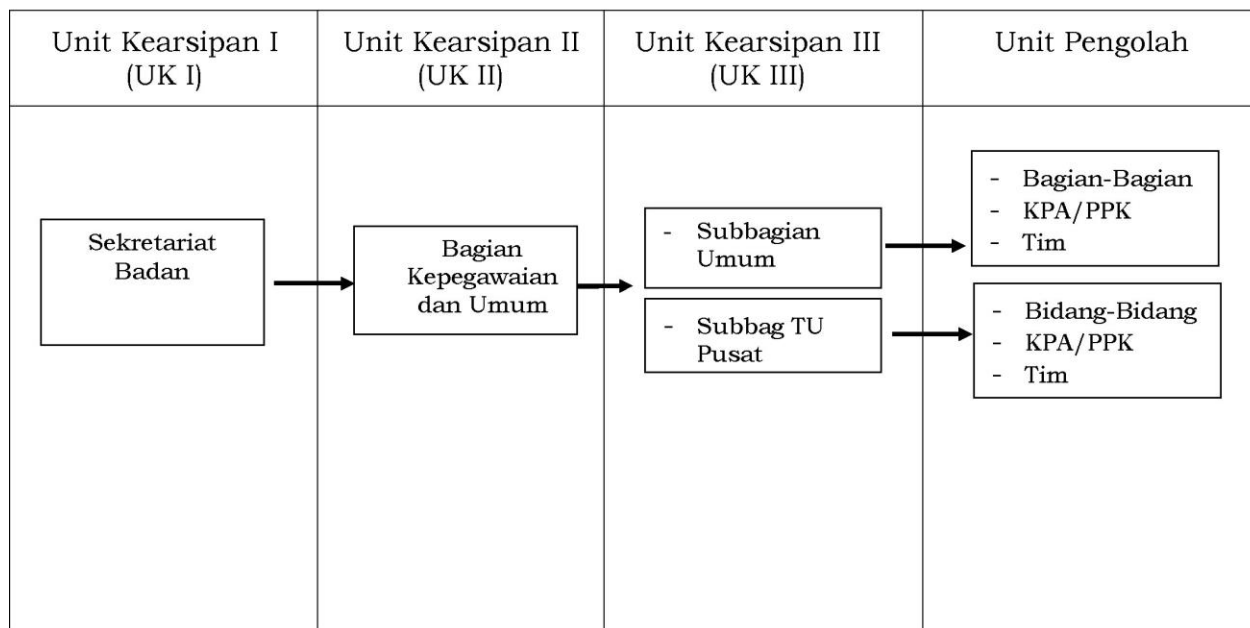 Unit Kearsipan I
(UK I)
Unit Kearsipan II
(UK II)
Unit Kearsipan III
(UK III)
Unit Pengolah
Sekretariat
Badan
Bagian
Kepegawaian
dan Umum
- Subbagian
Umum
- Subbag TU
Pusat
- Bagian-Bagian
- KPA/PPK
- Tim
- Bidang-Bidang
- KPA/PPK
- Tim